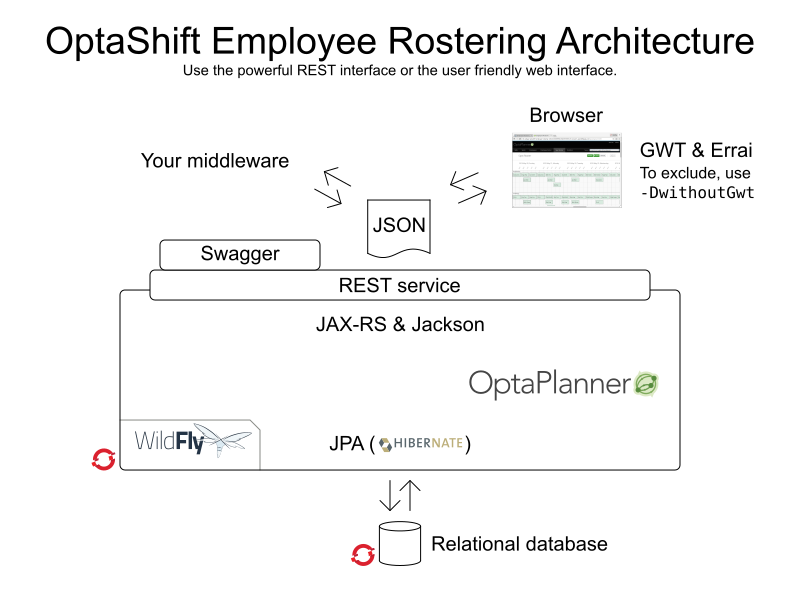 OptaShift Employee Rostering Architecture
Use the powerful REST interface or the user friendly web interface.
Browser
Your middleware
GWT & Errai
To exclude, use
-DwithoutGwt
JSON
Swagger
REST service
JAX-RS & Jackson
OptaPlanner
WildFly
JPA ( HIBERNATE )
Relational database